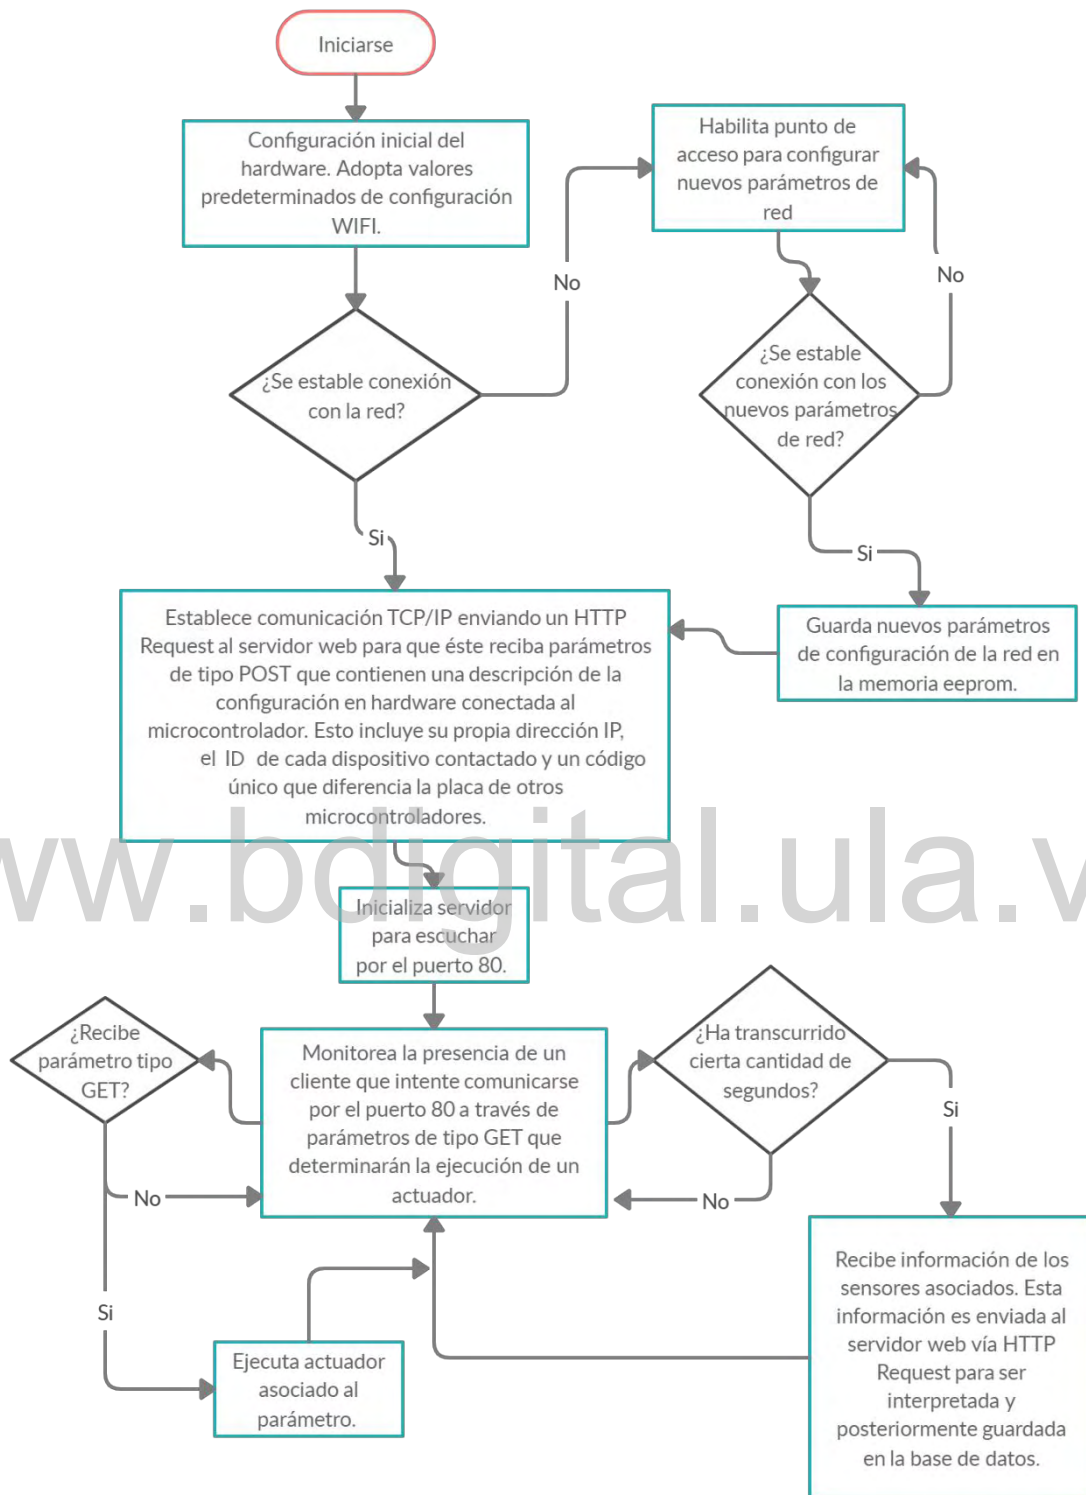 Iniciarse
Configuración inicial del
hardware. Adopta valores
predeterminados de configuración
WIFI.
Habilita punto de
acceso para configurar
nuevos parámetros de
red
No
No
¿Se estable conexión
con la red?
¿Se estable
conexión con los
nuevos parámetros
de red?
Si
Si
Establece comunicación TCP/IP enviando un HTTP
Request al servidor web para que éste reciba parámetros
de tipo POST que contienen una descripción de la
configuración en hardware conectada al
microcontrolador. Esto incluye su propia dirección IP,
el ID de cada dispositivo contactado y un código
único que diferencia la placa de otros
microcontroladores.
Guarda nuevos parámetros
de configuración de la red en
la memoria eeprom.
ww.bdigital.ula.v
Inicializa servidor
para escuchar
por el puerto 80.
¿Recibe
parámetro tipo
GET?
Monitorea la presencia de un
cliente que intente comunicarse
por el puerto 80 a través de
parámetros de tipo GET que
determinarán la ejecución de un
actuador.
¿Ha transcurrido
cierta cantidad de
segundos?
Si
No
No
Si
Ejecuta actuador
asociado al
parámetro.
Recibe información de los
sensores asociados. Esta
información es enviada al
servidor web vía HTTP
Request para ser
interpretada y
posteriormente guardada
en la base de datos.